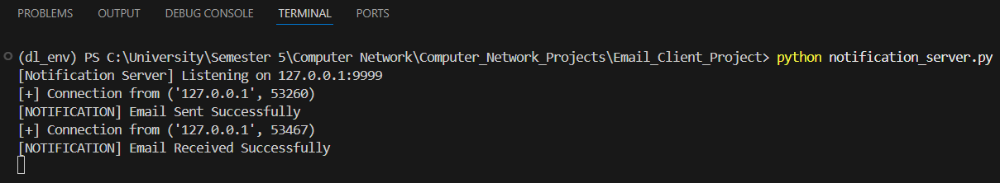 PROBLEMS OUTPUT DEBUG CONSOLE TERMINAL PORTS
(dl_env) PS C:\University\Semester 5\Computer Network\Computer_Network_Projects\Email_Client_Project> python notification_server.py
[Notification Server] Listening on 127.0.0.1:9999
[+] Connection from ('127.0.0.1', 53260)
[NOTIFICATION] Email Sent Successfully
[+] Connection from ('127.0.0.1', 53467)
[NOTIFICATION] Email Received Successfully